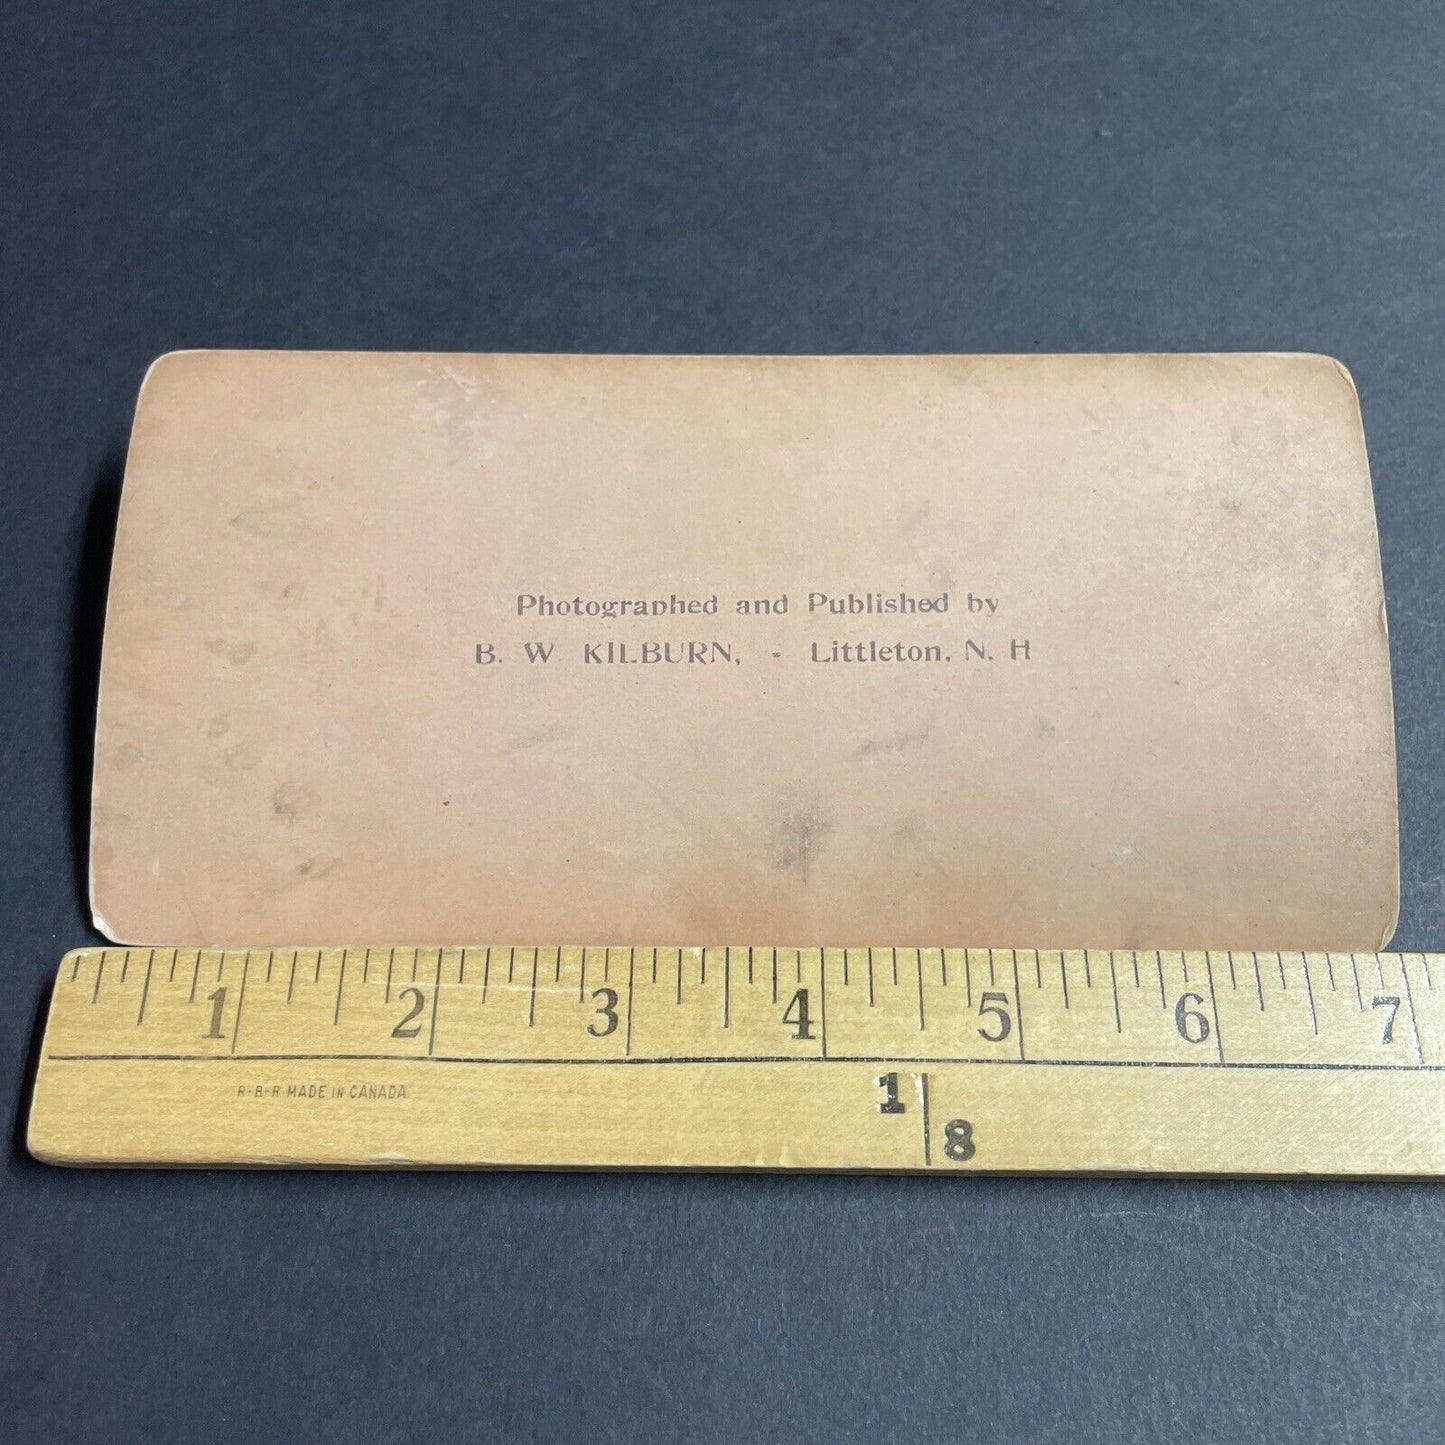 Photographed and Published by
B. W. KILBURN, - Littleton, N. H
1 2 3 4 5 6 7
R-B-R MADE IN CANADA
1
8